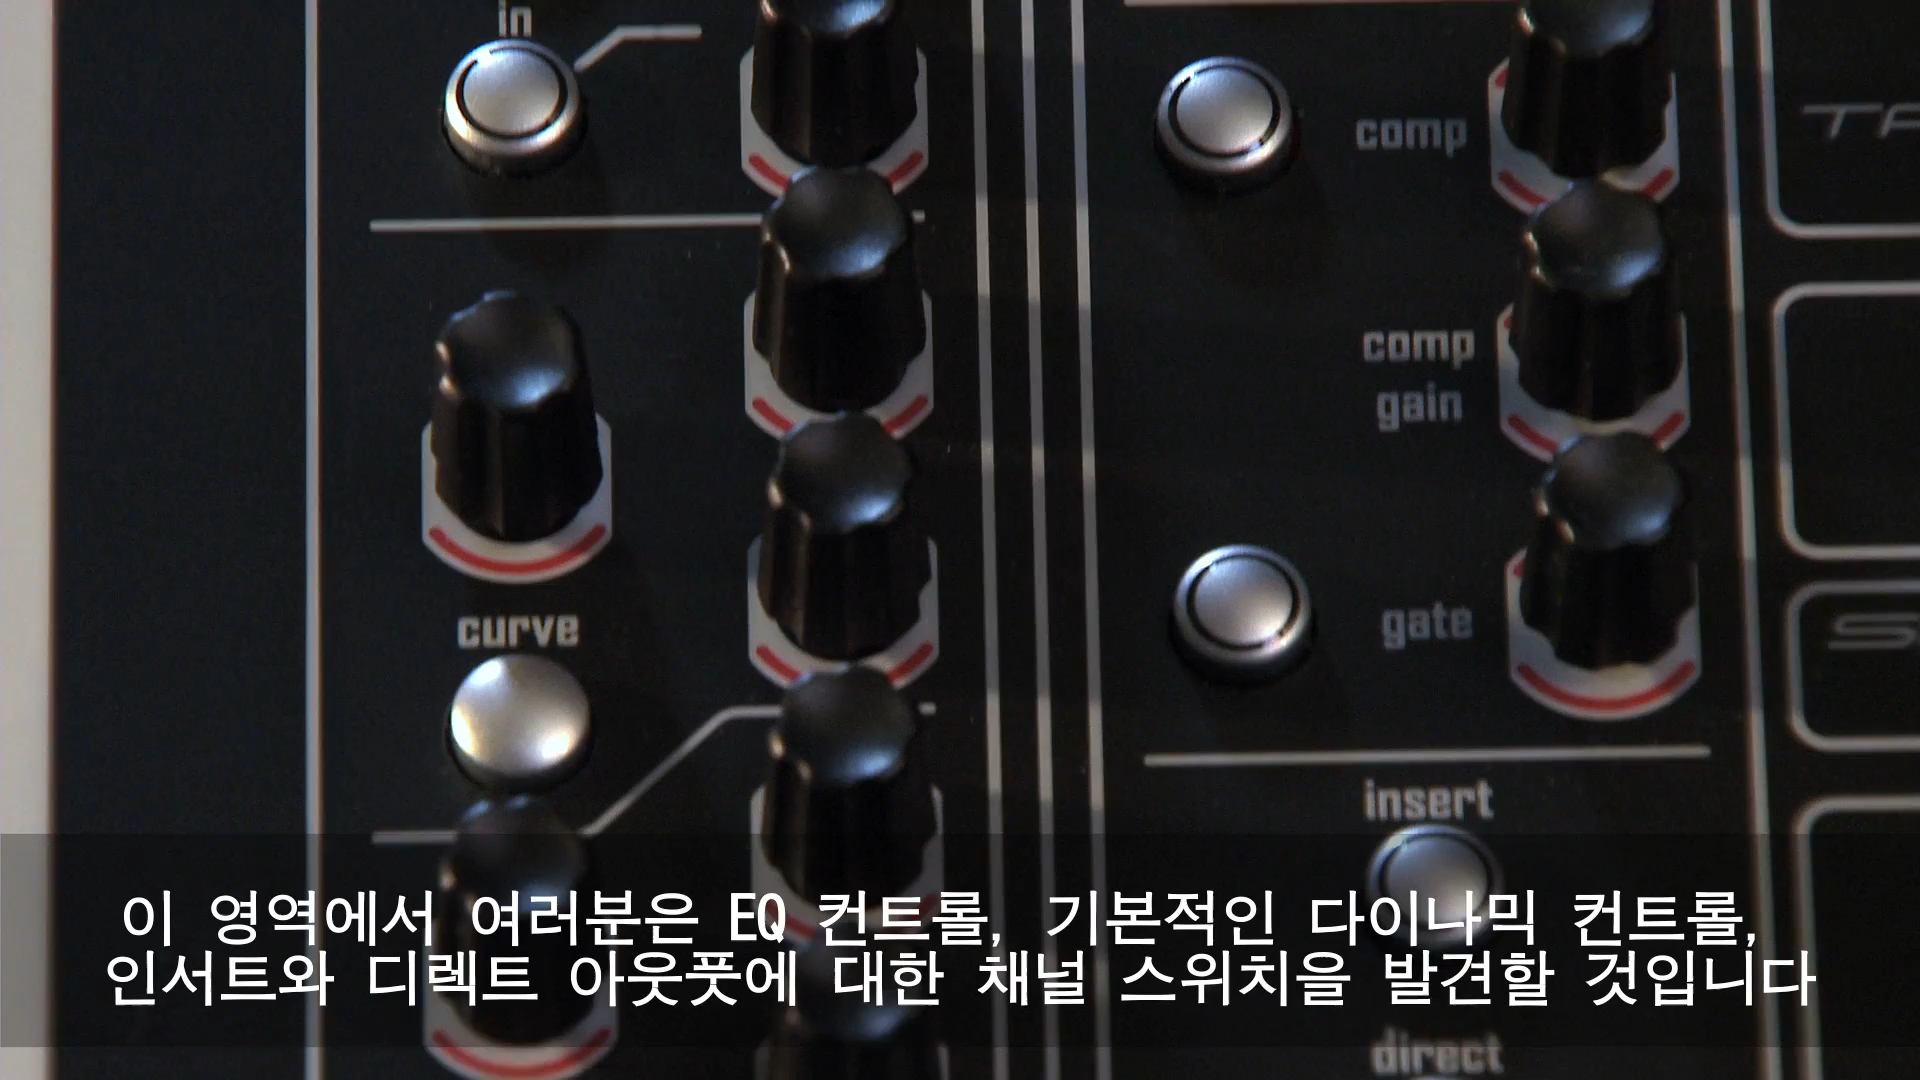 in
comp
comp
gain
curve
gate
insert
이 영역에서 여러분은 EQ 컨트롤, 기본적인 다이나믹 컨트롤,
인서트와 디렉트 아웃풋에 대한 채널 스위치을 발견할 것입니다
direct